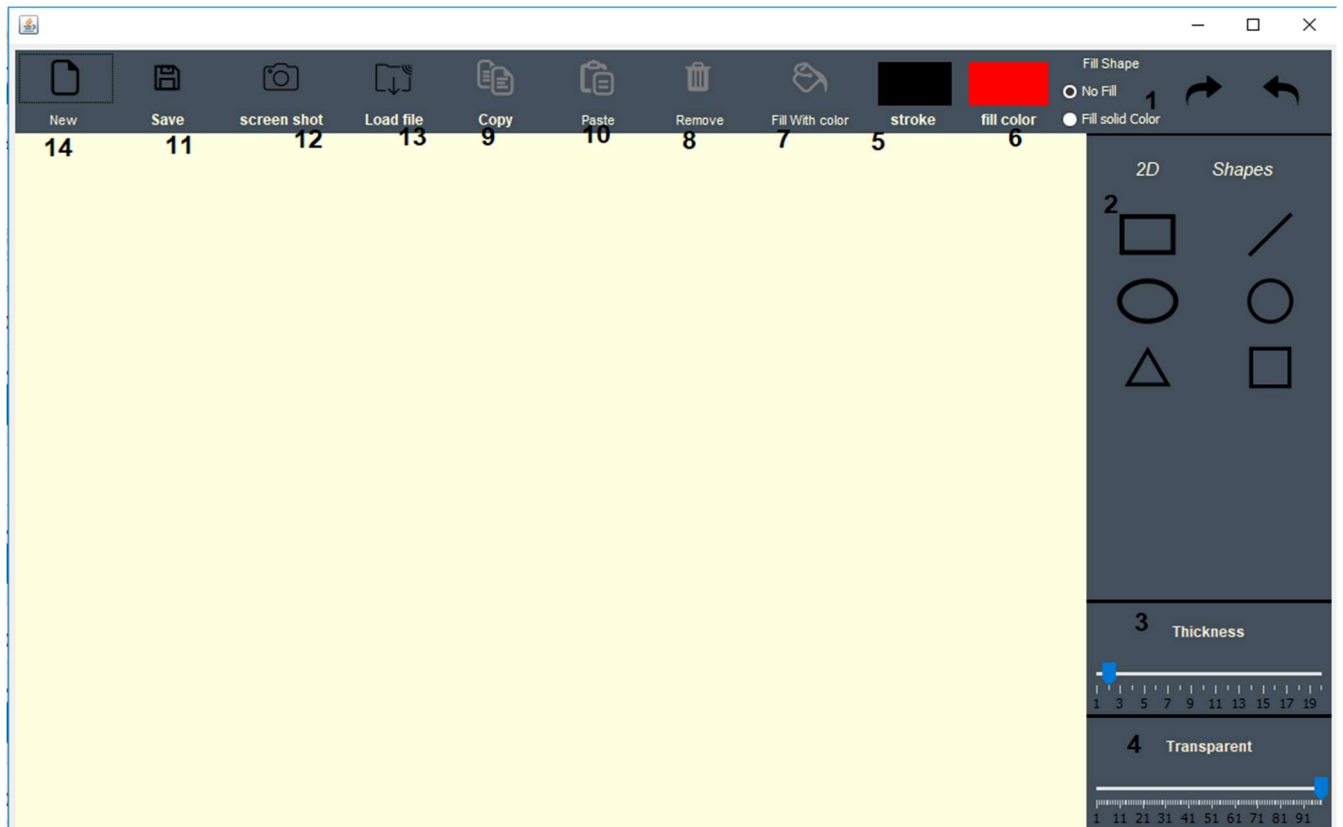 Fill Shape
No Fill
1
New
Save
screen shot
Load file
Copy
Paste
Remove
Fill With color
stroke
fill color
Fill solid Color
14
11
12
13
9
10
8
7
5
6
2D Shapes
2
3 Thickness
1 3 5 7 9 11 13 15 17 19
4 Transparent
1 11 21 31 41 51 61 71 81 91